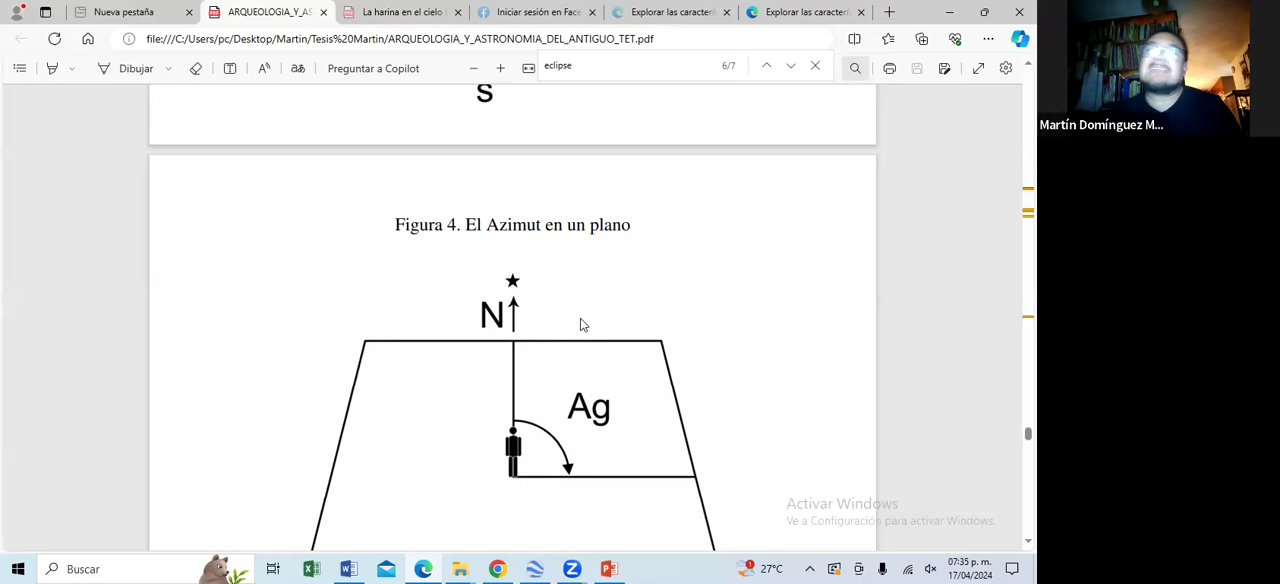 Nueva pestaña
ARQUEOLOGIA_Y_AS
La harina en el cielo
Iniciar sesión en Face
Explorar las caracterí
Explorar las caracterí
file:///C:/Users/pc/Desktop/Martin/Tesis%20Martin/ARQUEOLOGIA_Y_ASTRONOMIA_DEL_ANTIGUO_TET.pdf
Dibujar
Preguntar a Copilot
eclipse
6/7
S
Martín Domínguez M...
Figura 4. El Azimut en un plano
N
Ag
Activar Windows
Ve a Configuración para activar Windows.
Buscar
27°C
07:35 p. m.
17/04/2024